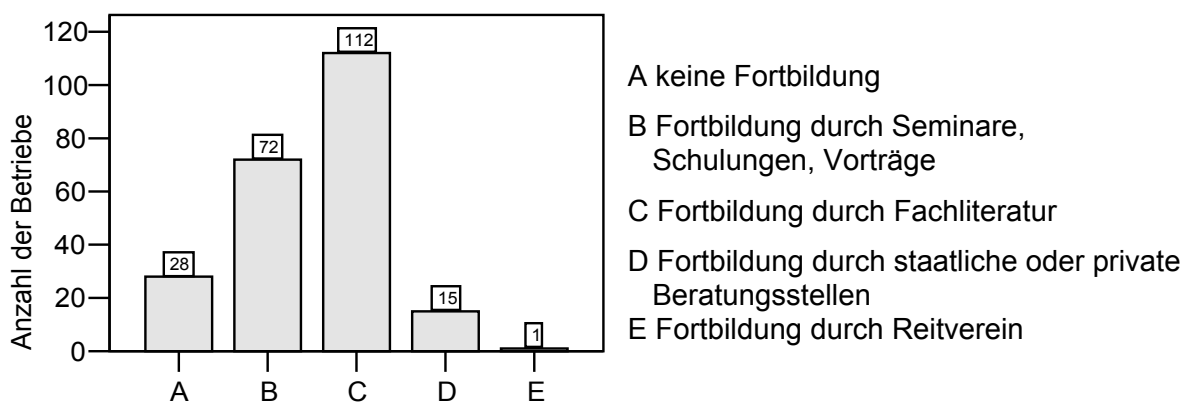 Anzahl der Betriebe
120
100
80
60
40
20
0
28
72
112
15
1
A
B
C
D
E
A keine Fortbildung
B Fortbildung durch Seminare,
Schulungen, Vorträge
C Fortbildung durch Fachliteratur
D Fortbildung durch staatliche oder private
Beratungsstellen
E Fortbildung durch Reitverein